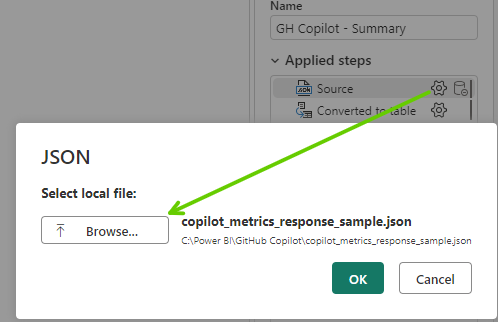 Name
GH Copilot - Summary
Applied steps
JSON
Source
Converted to table
JSON
Select local file:
Browse...
copilot_metrics_response_sample.json
C:\Power BI\GitHub Copilot\copilot_metrics_response_sample.json
OK
Cancel